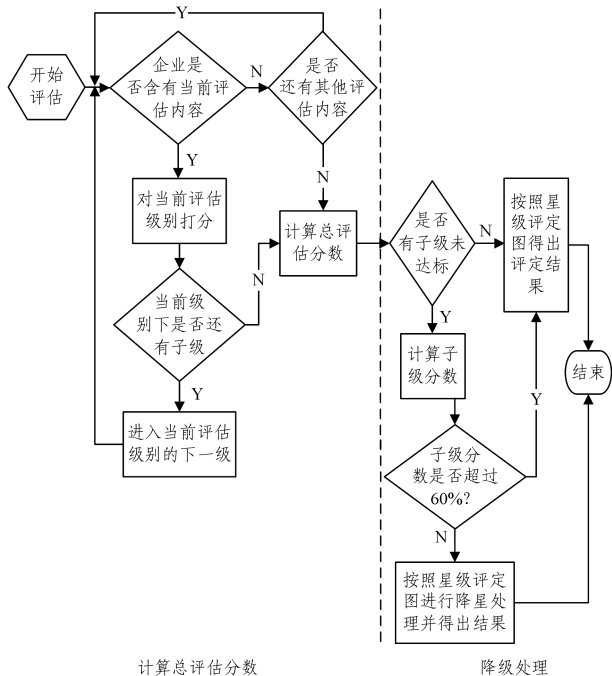 Y
开始
评估
企业是
否含有当前评
估内容
N
是否
还有其他评
估内容
Y
N
对当前评估
级别打分
计算总评
估分数
N
当前级
别下是否还
有子级
Y
进入当前评估
级别的下一级
是否
有子级未
达标
N
按照星
级评定
图得出
评定结
果
Y
计算子
级分数
结束
Y
子级分
数是否超过
60%?
N
按照星级评定
图进行降星处
理并得出结果
计算总评估分数
降级处理